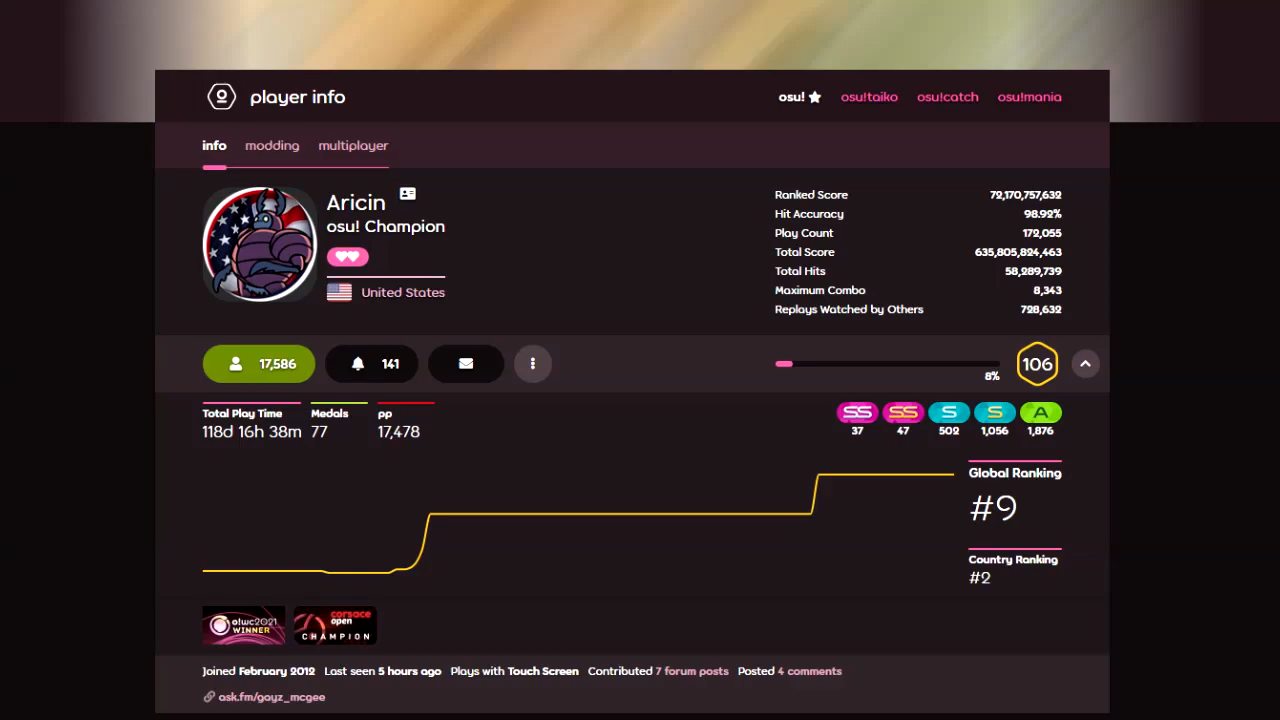 player info
osu! osu!taiko osu!catch osu!mania
info modding multiplayer
Aricin
osu! Champion
United States
Ranked Score 72,170,757,632
Hit Accuracy 98.92%
Play Count 172,055
Total Score 635,805,824,463
Total Hits 58,289,739
Maximum Combo 8,343
Replays Watched by Others 728,632
17,586 141
8%
106
Total Play Time Medals pp
118d 16h 38m 77 17,478
SS SS S S A
37 47 502 1,056 1,876
Global Ranking
#9
Country Ranking
#2
olwc2021
WINNER
corsace
open
CHAMPION
Joined February 2012 Last seen 5 hours ago Plays with Touch Screen Contributed 7 forum posts Posted 4 comments
ask.fm/gayz_mcgee